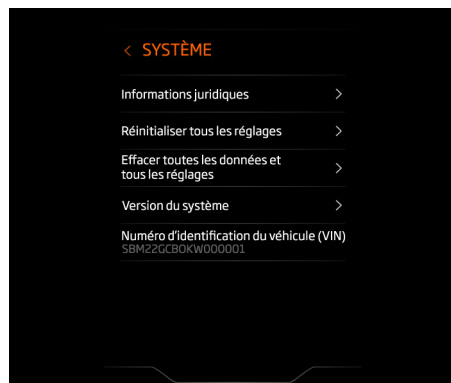 SYSTÈME
Informations juridiques
Réinitialiser tous les réglages
Effacer toutes les données et
tous les réglages
Version du système
Numéro d'identification du véhicule (VIN)
SBM22GCB0KW000001